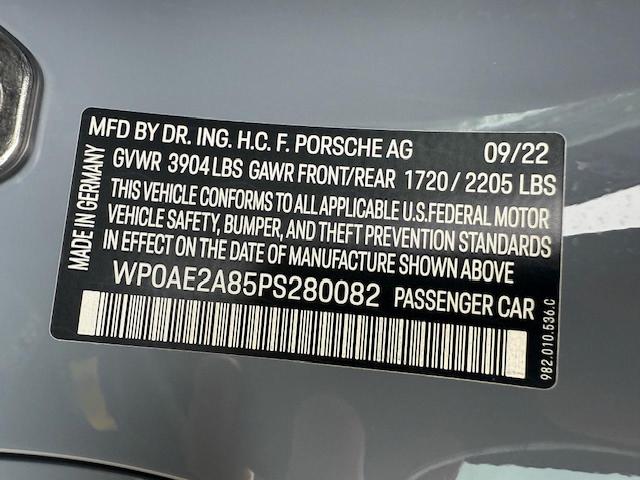 MFD BY DR. ING. H.C. F. PORSCHE AG 09/22
GVWR 3904 LBS GAWR FRONT/REAR 1720 / 2205 LBS
THIS VEHICLE CONFORMS TO ALL APPLICABLE U.S. FEDERAL MOTOR
VEHICLE SAFETY, BUMPER, AND THEFT PREVENTION STANDARDS
IN EFFECT ON THE DATE OF MANUFACTURE SHOWN ABOVE
WP0AE2A85PS280082 PASSENGER CAR
MADE IN GERMANY
982.010.536.C